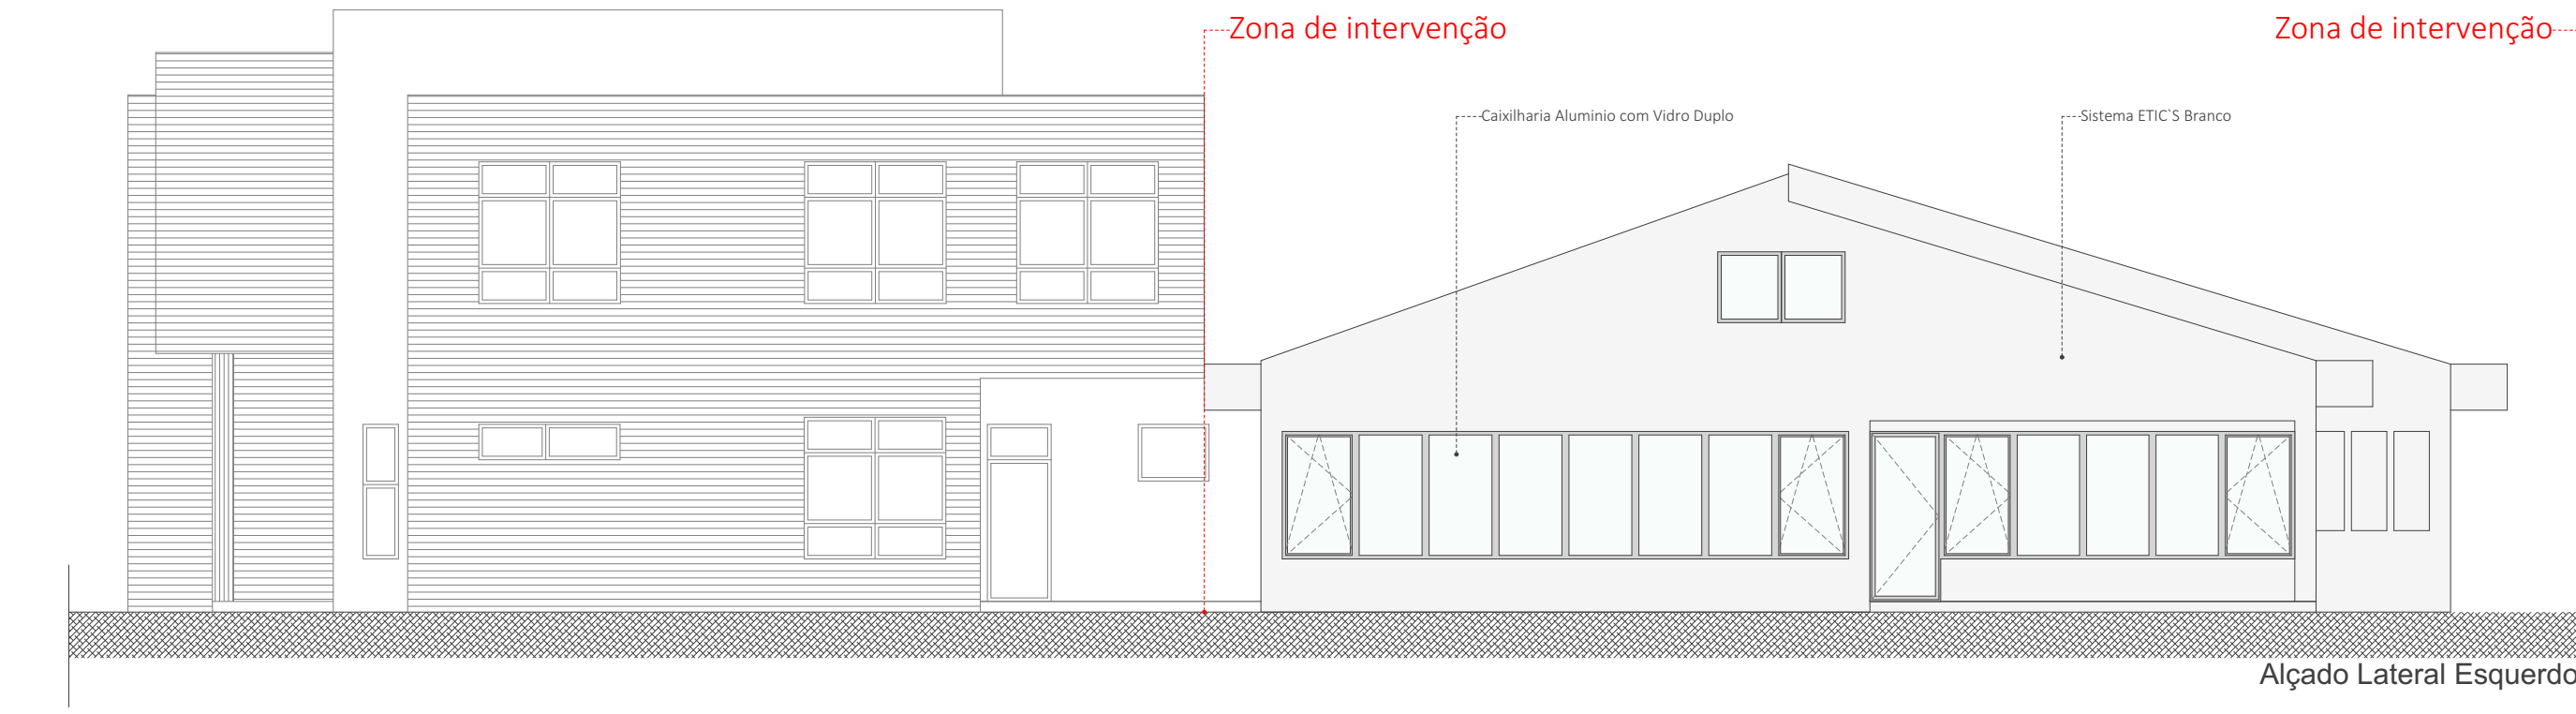 Zona de intervenção
Zona de intervenção
Caixilharia Aluminio com Vidro Duplo
Sistema ETIC`S Branco
Alçado Lateral Esquerdo